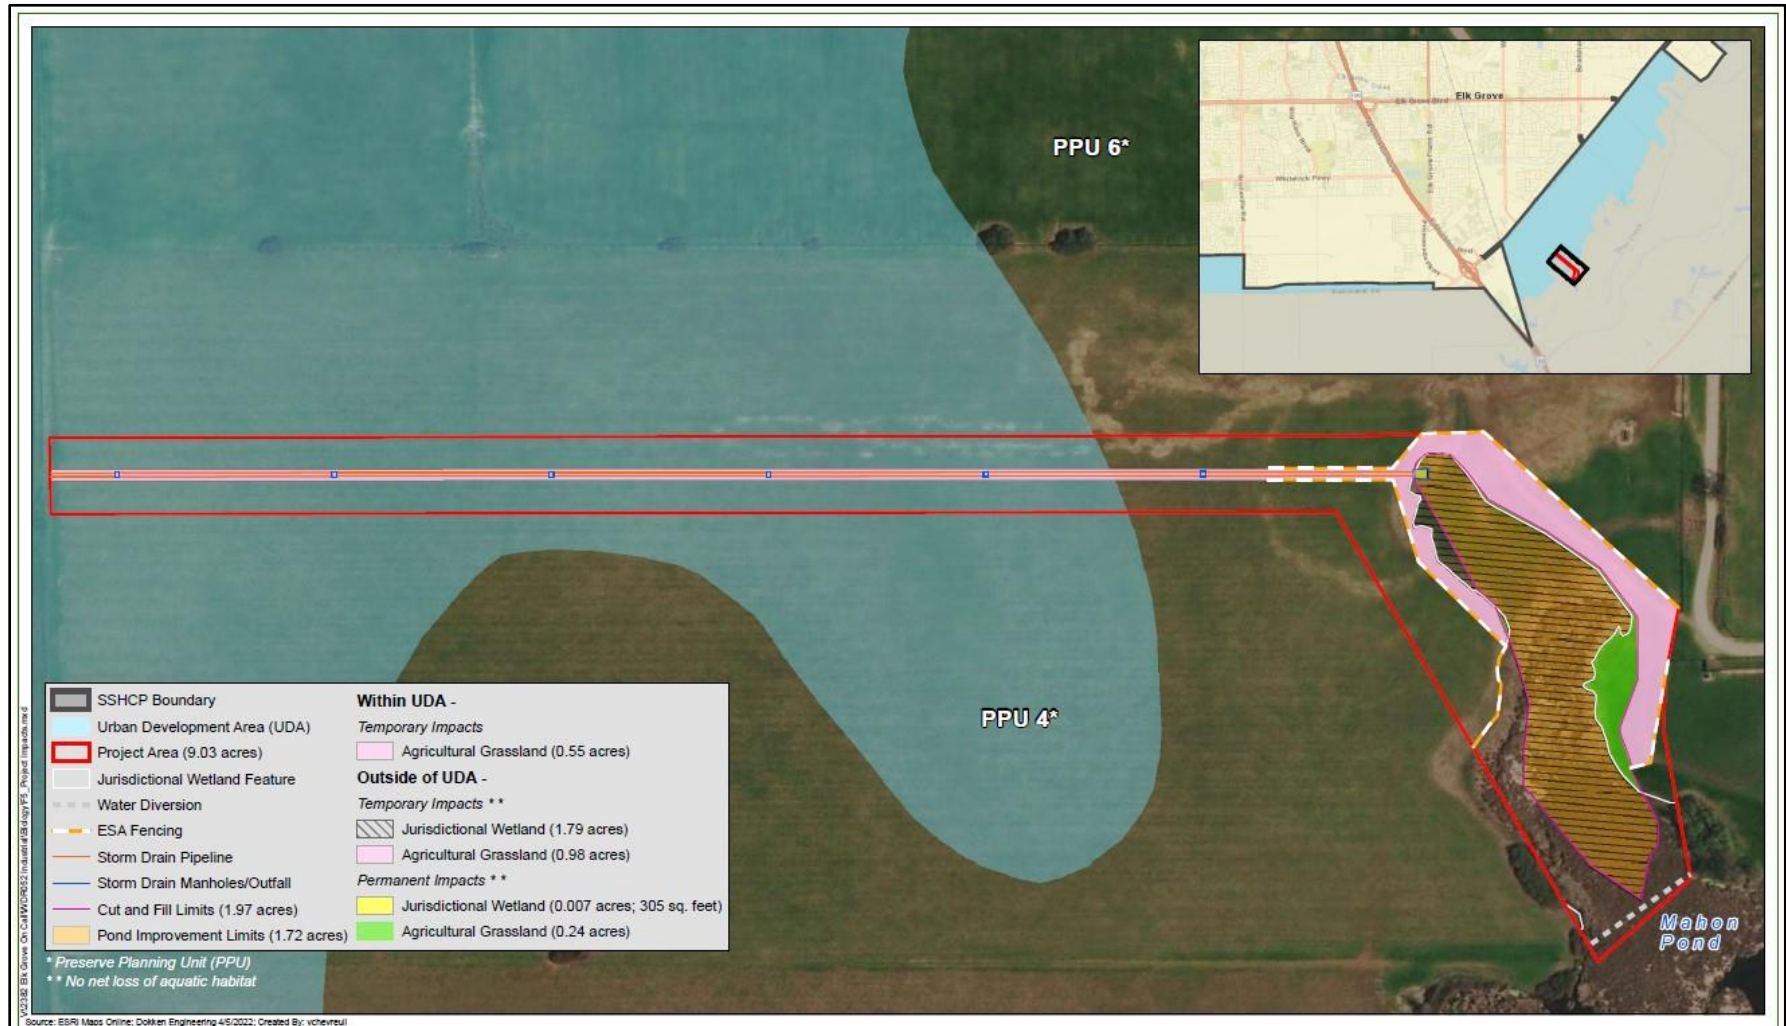 PPU 6*
Elk Grove
Elk Grove Blvd
Whitelock Pkwy
PPU 4*
SSHCP Boundary
Urban Development Area (UDA)
Project Area (9.03 acres)
Jurisdictional Wetland Feature
Water Diversion
ESA Fencing
Storm Drain Pipeline
Storm Drain Manholes/Outfall
Cut and Fill Limits (1.97 acres)
Pond Improvement Limits (1.72 acres)
Within UDA -
Temporary Impacts
Agricultural Grassland (0.55 acres)
Outside of UDA -
Temporary Impacts * *
Jurisdictional Wetland (1.79 acres)
Agricultural Grassland (0.98 acres)
Permanent Impacts * *
Jurisdictional Wetland (0.007 acres; 305 sq. feet)
Agricultural Grassland (0.24 acres)
* Preserve Planning Unit (PPU)
* * No net loss of aquatic habitat
Mahon
Pond
Source: ESRI Maps Online; Dokken Engineering 4/5/2022; Created By: vchevreuil